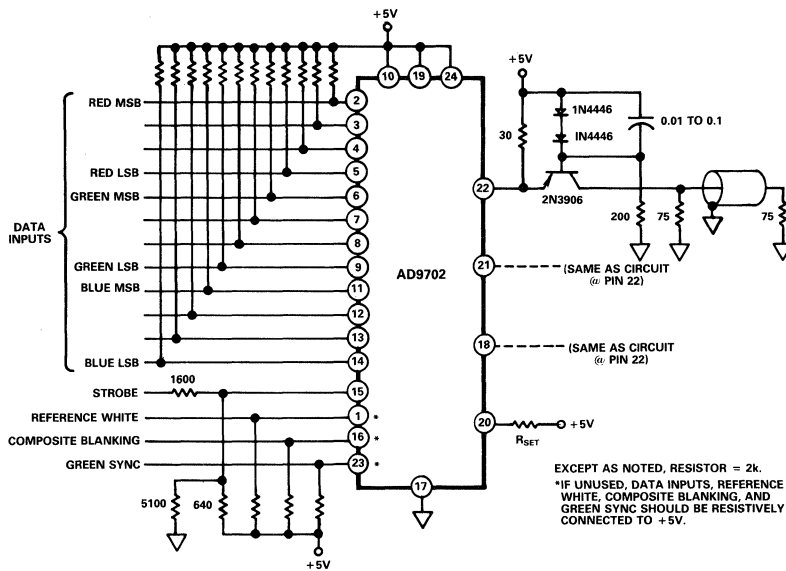 +5V
10
19
24
RED MSB
2
3
4
RED LSB
5
GREEN MSB
6
7
8
GREEN LSB
9
BLUE MSB
11
12
13
BLUE LSB
14
DATA
INPUTS
STROBE
1600
15
REFERENCE WHITE
1
*
COMPOSITE BLANKING
16
*
GREEN SYNC
23
*
5100
640
+5V
17
AD9702
+5V
30
1N4446
IN4446
0.01 TO 0.1
22
2N3906
200
75
75
21
(SAME AS CIRCUIT
@ PIN 22)
18
(SAME AS CIRCUIT
@ PIN 22)
20
RSET
+5V
EXCEPT AS NOTED, RESISTOR = 2k.
*IF UNUSED, DATA INPUTS, REFERENCE
WHITE, COMPOSITE BLANKING, AND
GREEN SYNC SHOULD BE RESISTIVELY
CONNECTED TO +5V.